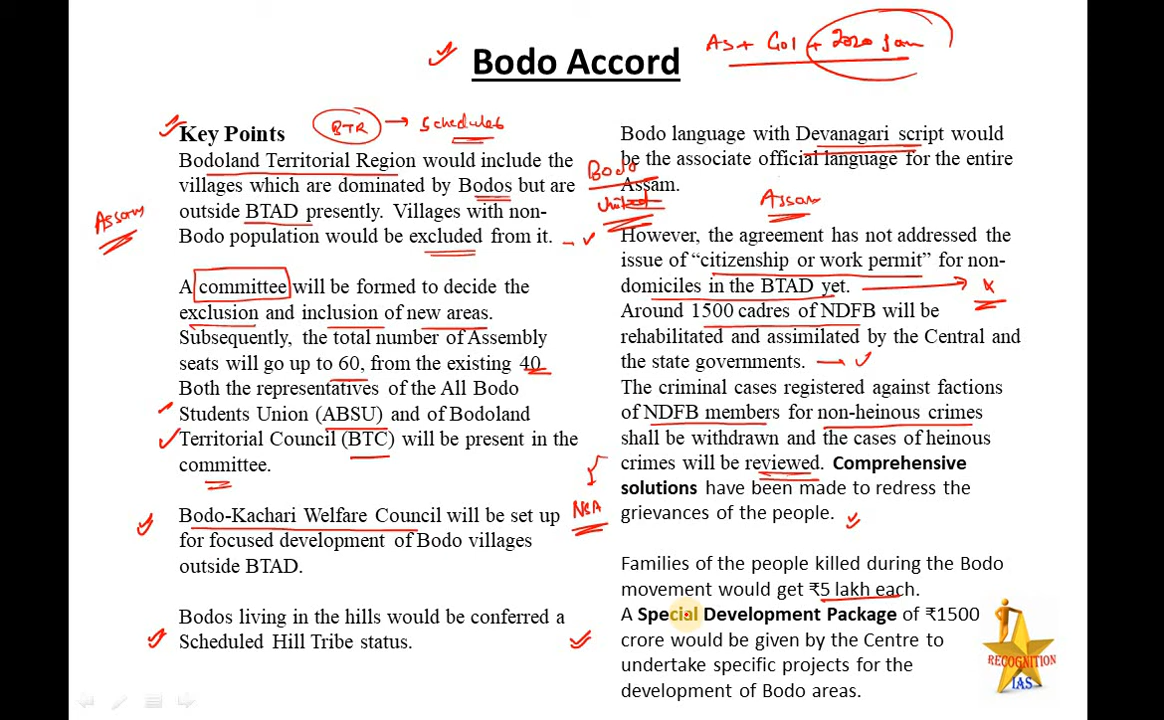 Bodo Accord
As + GoI + 2020 Jan
Key Points
BTR → Schedules
Bodoland Territorial Region would include the
villages which are dominated by Bodos but are
outside BTAD presently. Villages with non-
Bodo population would be excluded from it.
Assam
A committee will be formed to decide the
exclusion and inclusion of new areas.
Subsequently, the total number of Assembly
seats will go up to 60, from the existing 40
Both the representatives of the All Bodo
Students Union (ABSU) and of Bodoland
Territorial Council (BTC) will be present in the
committee.
Bodo-Kachari Welfare Council will be set up
for focused development of Bodo villages
outside BTAD.
Bodos living in the hills would be conferred a
Scheduled Hill Tribe status.
Bodo language with Devanagari script would
be the associate official language for the entire
Assam.
Bodo
Assam
However, the agreement has not addressed the
issue of “citizenship or work permit” for non-
domiciles in the BTAD yet.
Around 1500 cadres of NDFB will be
rehabilitated and assimilated by the Central and
the state governments.
The criminal cases registered against factions
of NDFB members for non-heinous crimes
shall be withdrawn and the cases of heinous
crimes will be reviewed. Comprehensive
solutions have been made to redress the
grievances of the people.
Families of the people killed during the Bodo
movement would get ₹5 lakh each.
A Special Development Package of ₹1500
crore would be given by the Centre to
undertake specific projects for the
development of Bodo areas.
RECOGNITION
IAS